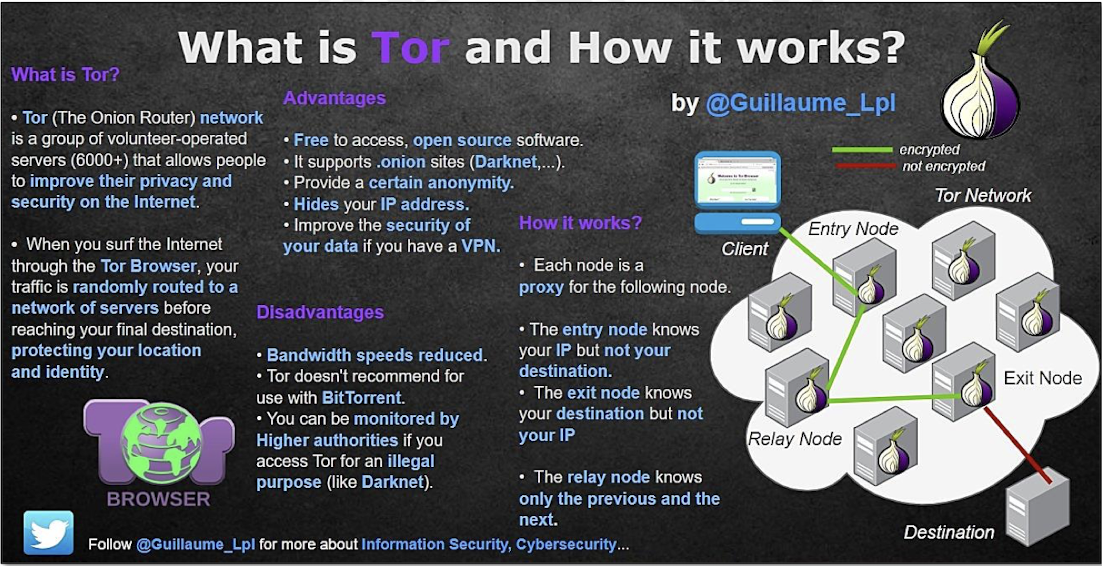 What is Tor and How it works?
by @Guillaume_Lpl
What is Tor?
• Tor (The Onion Router) network
is a group of volunteer-operated
servers (6000+) that allows people
to improve their privacy and
security on the Internet.
• When you surf the Internet
through the Tor Browser, your
traffic is randomly routed to a
network of servers before
reaching your final destination,
protecting your location
and identity.
Tor
BROWSER
Advantages
• Free to access, open source software.
• It supports .onion sites (Darknet,...).
• Provide a certain anonymity.
• Hides your IP address.
• Improve the security of
your data if you have a VPN.
Disadvantages
• Bandwidth speeds reduced.
• Tor doesn't recommend for
use with BitTorrent.
• You can be monitored by
Higher authorities if you
access Tor for an illegal
purpose (like Darknet).
How it works?
• Each node is a
proxy for the following node.
• The entry node knows
your IP but not your
destination.
• The exit node knows
your destination but not
your IP
• The relay node knows
only the previous and the
next.
encrypted
not encrypted
Tor Network
Client
Entry Node
Exit Node
Relay Node
Destination
Follow @Guillaume_Lpl for more about Information Security, Cybersecurity...